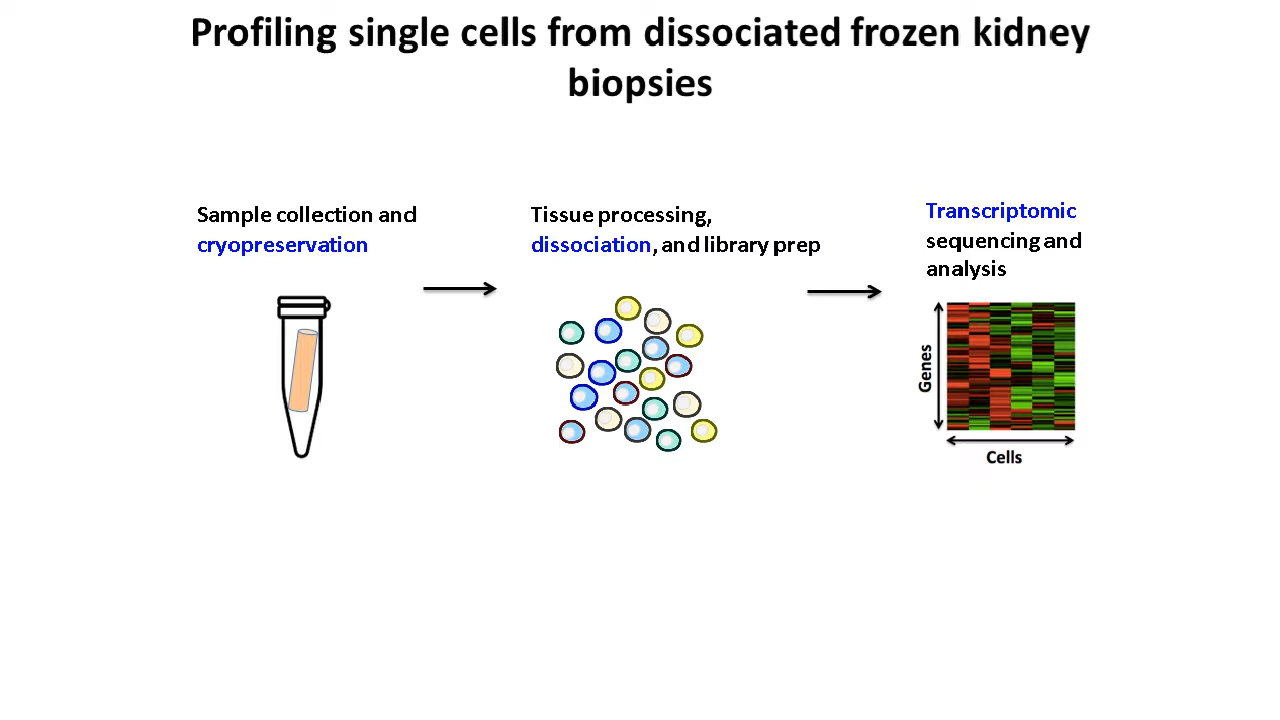 Profiling single cells from dissociated frozen kidney
biopsies
Sample collection and
cryopreservation
Tissue processing,
dissociation, and library prep
Transcriptomic
sequencing and
analysis
Genes
Cells